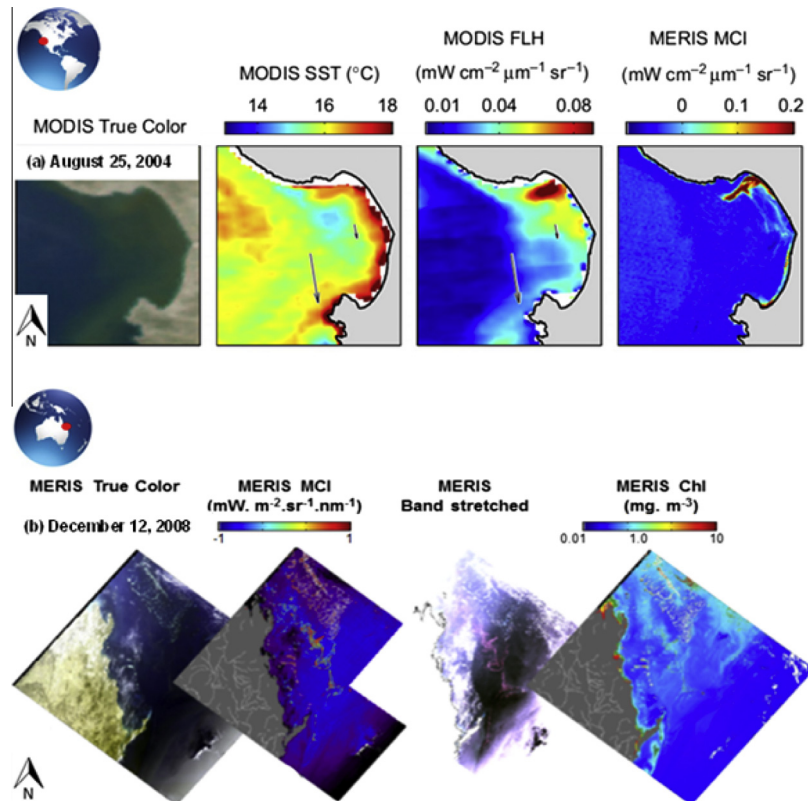 MODIS True Color
MODIS SST (°C)
14 16 18
MODIS FLH
(mW cm⁻² μm⁻¹ sr⁻¹)
0.01 0.04 0.08
MERIS MCI
(mW cm⁻² μm⁻¹ sr⁻¹)
0 0.1 0.2
(a) August 25, 2004
N
MERIS True Color
(b) December 12, 2008
MERIS MCI
(mW. m⁻².sr⁻¹.nm⁻¹)
-1 1
MERIS
Band stretched
MERIS Chl
(mg. m⁻³)
0.01 1.0 10
N